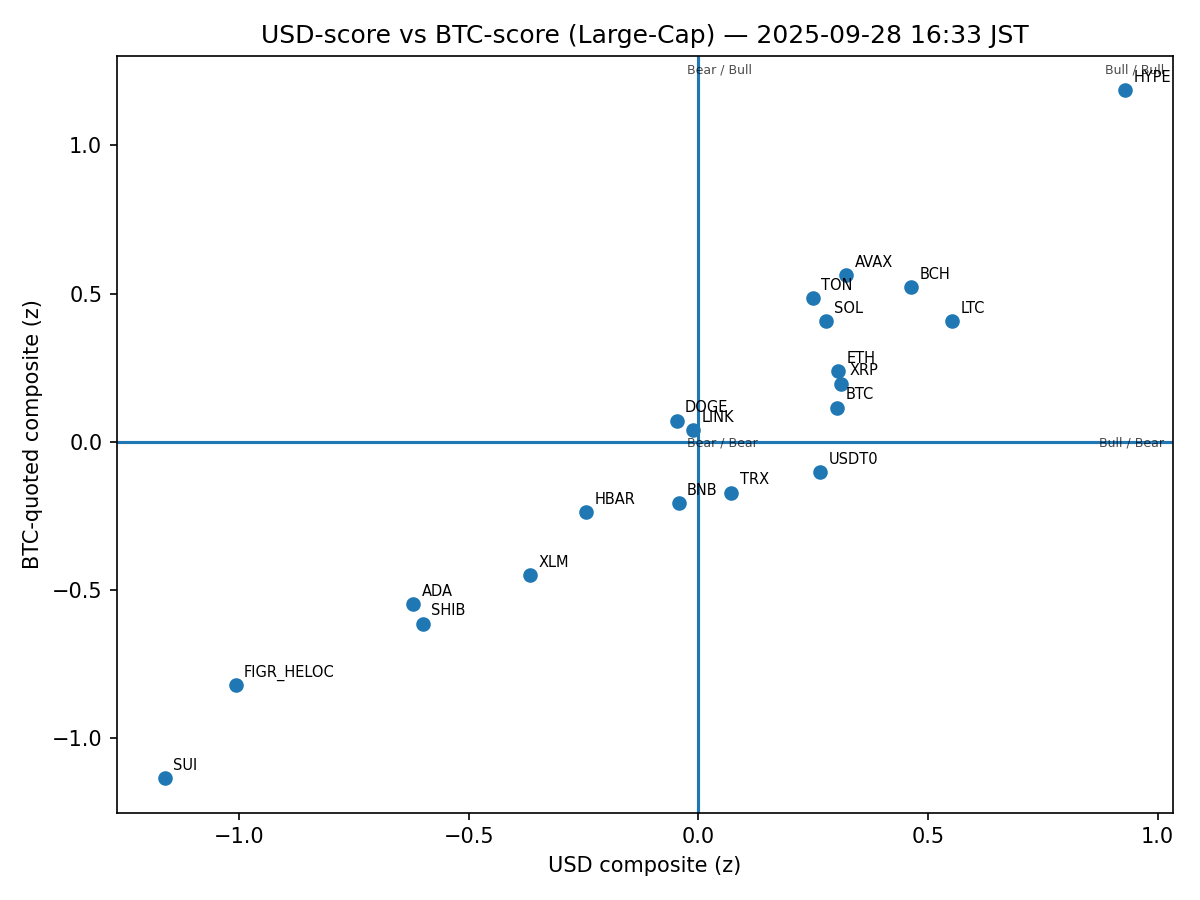 USD-score vs BTC-score (Large-Cap) — 2025-09-28 16:33 JST
Bear / Bull
Bull / Bull
HYPE
1.0
AVAX
BCH
TON
0.5
SOL
LTC
ETH
XRP
BTC
DOGE
LINK
0.0
Bear / Bear
Bull / Bear
USDT0
TRX
BNB
HBAR
XLM
−0.5
ADA
SHIB
FIGR_HELOC
−1.0
SUI
BTC-quoted composite (z)
−1.0
−0.5
0.0
0.5
1.0
USD composite (z)